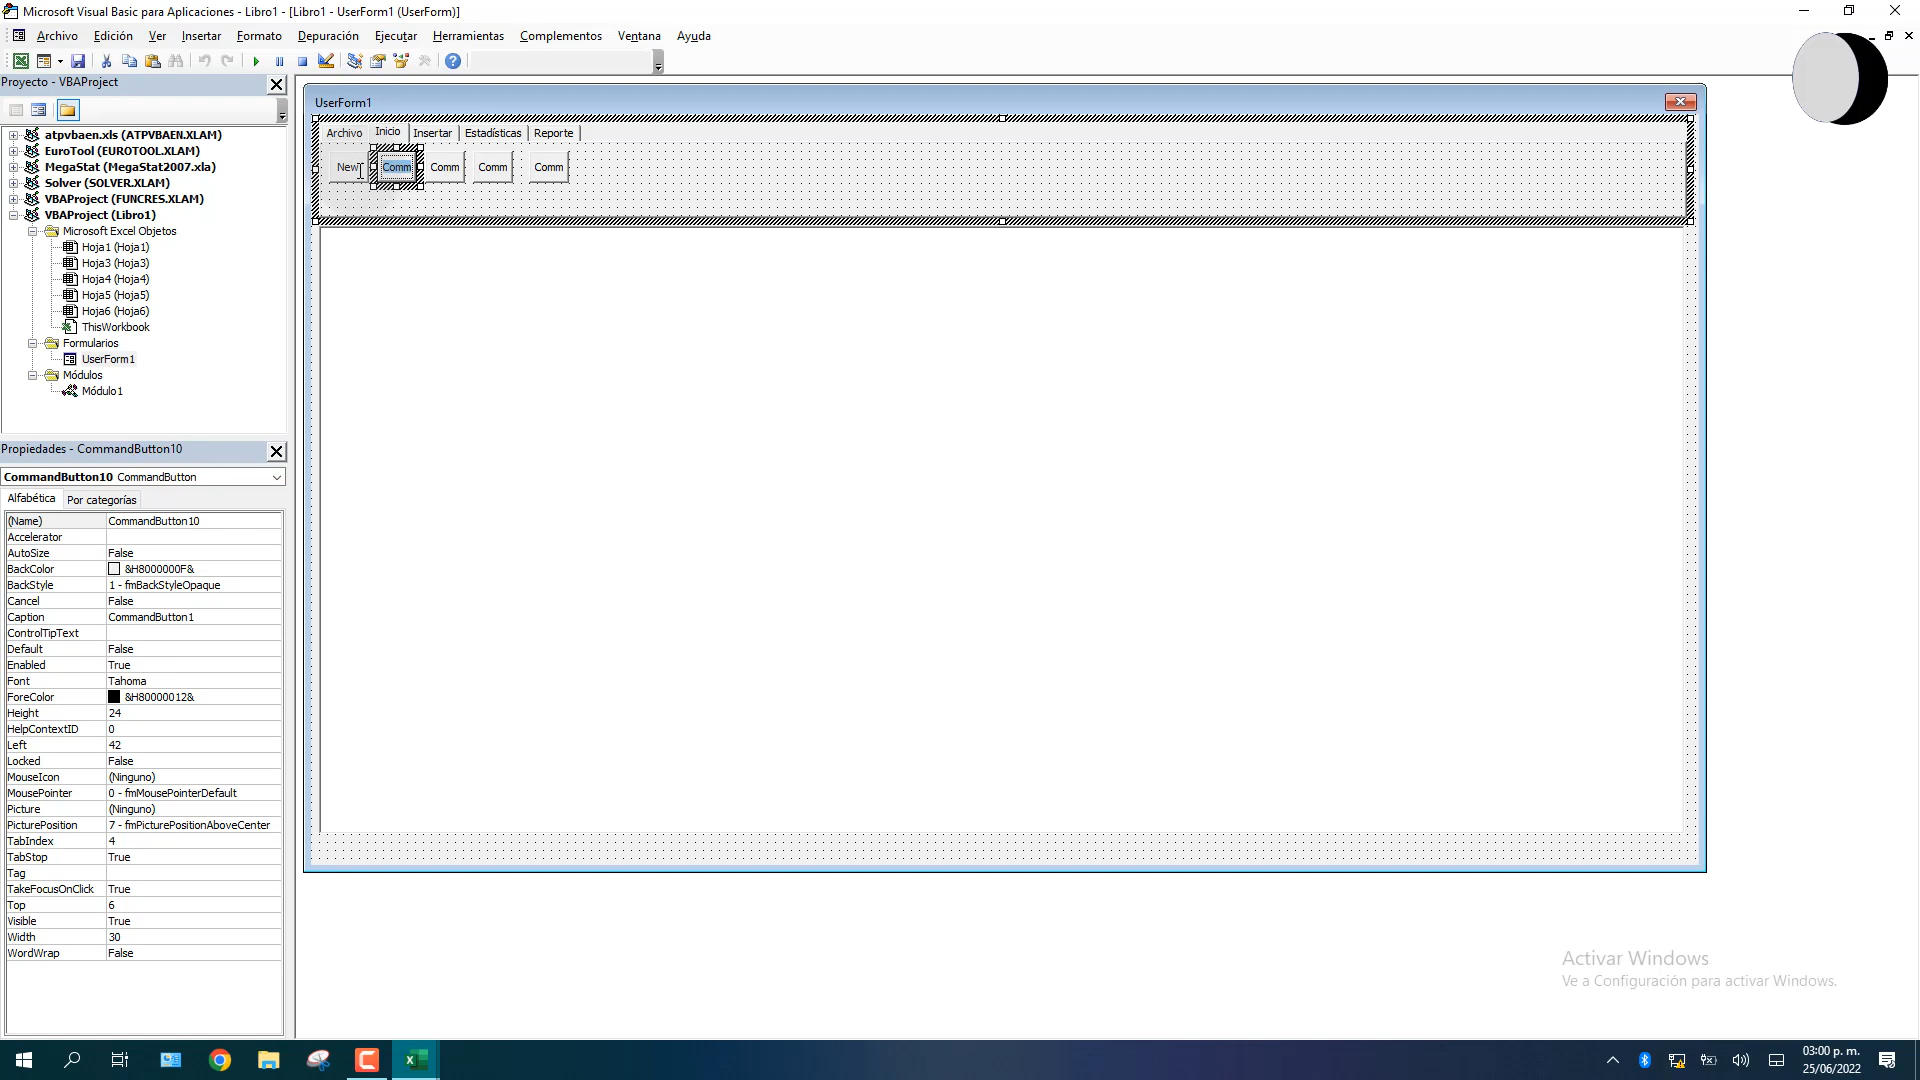 Microsoft Visual Basic para Aplicaciones - Libro1 - [Libro1 - UserForm1 (UserForm)]
Archivo Edición Ver Insertar Formato Depuración Ejecutar Herramientas Complementos Ventana Ayuda
Proyecto - VBAProject
atpvbaen.xls (ATPVBAEN.XLAM)
EuroTool (EUROTOOL.XLAM)
MegaStat (MegaStat2007.xla)
Solver (SOLVER.XLAM)
VBAProject (FUNCRES.XLAM)
VBAProject (Libro1)
Microsoft Excel Objetos
Hoja1 (Hoja1)
Hoja3 (Hoja3)
Hoja4 (Hoja4)
Hoja5 (Hoja5)
Hoja6 (Hoja6)
ThisWorkbook
Formularios
UserForm1
Módulos
Módulo1
Propiedades - CommandButton10
CommandButton10 CommandButton
Alfabética Por categorías
(Name) CommandButton10
Accelerator
AutoSize False
BackColor &H8000000F&
BackStyle 1 - fmBackStyleOpaque
Cancel False
Caption CommandButton1
ControlTipText
Default False
Enabled True
Font Tahoma
ForeColor &H80000012&
Height 24
HelpContextID 0
Left 42
Locked False
MouseIcon (Ninguno)
MousePointer 0 - fmMousePointerDefault
Picture (Ninguno)
PicturePosition 7 - fmPicturePositionAboveCenter
TabIndex 4
TabStop True
Tag
TakeFocusOnClick True
Top 6
Visible True
Width 30
WordWrap False
UserForm1
Archivo Inicio Insertar Estadísticas Reporte
New Comm Comm Comm Comm
Activar Windows
Ve a Configuración para activar Windows.
03:00 p. m.
25/06/2022